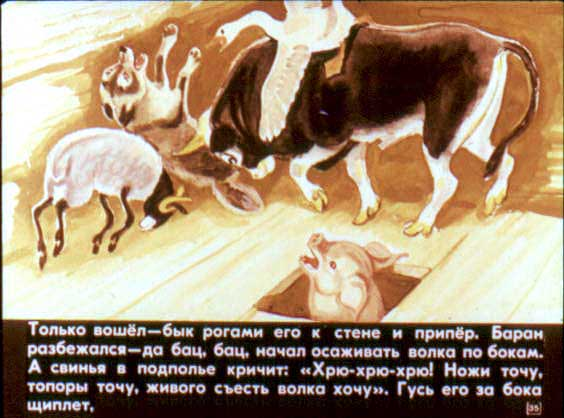 Только вошёл—бык рогами его к стене и припёр. Баран
разбежался—да бац, бац, начал осаживать волка по бокам.
А свинья в подполье кричит: «Хрю-хрю-хрю! Ножи точу,
топоры точу, живого съесть волка хочу». Гусь его за бока
щиплет,
35